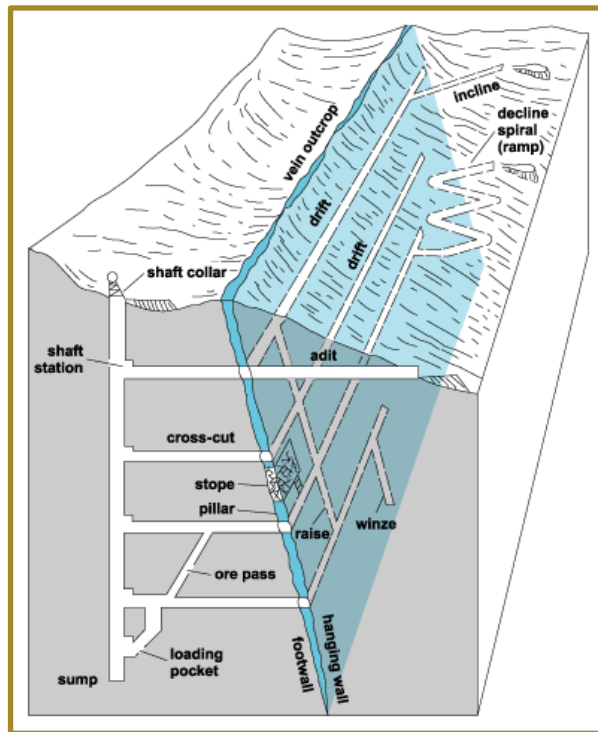 incline
decline
spiral
(ramp)
vein outcrop
drift
drift
shaft collar
shaft
station
adit
cross-cut
stope
pillar
raise
winze
ore pass
loading
pocket
sump
footwall
hanging wall